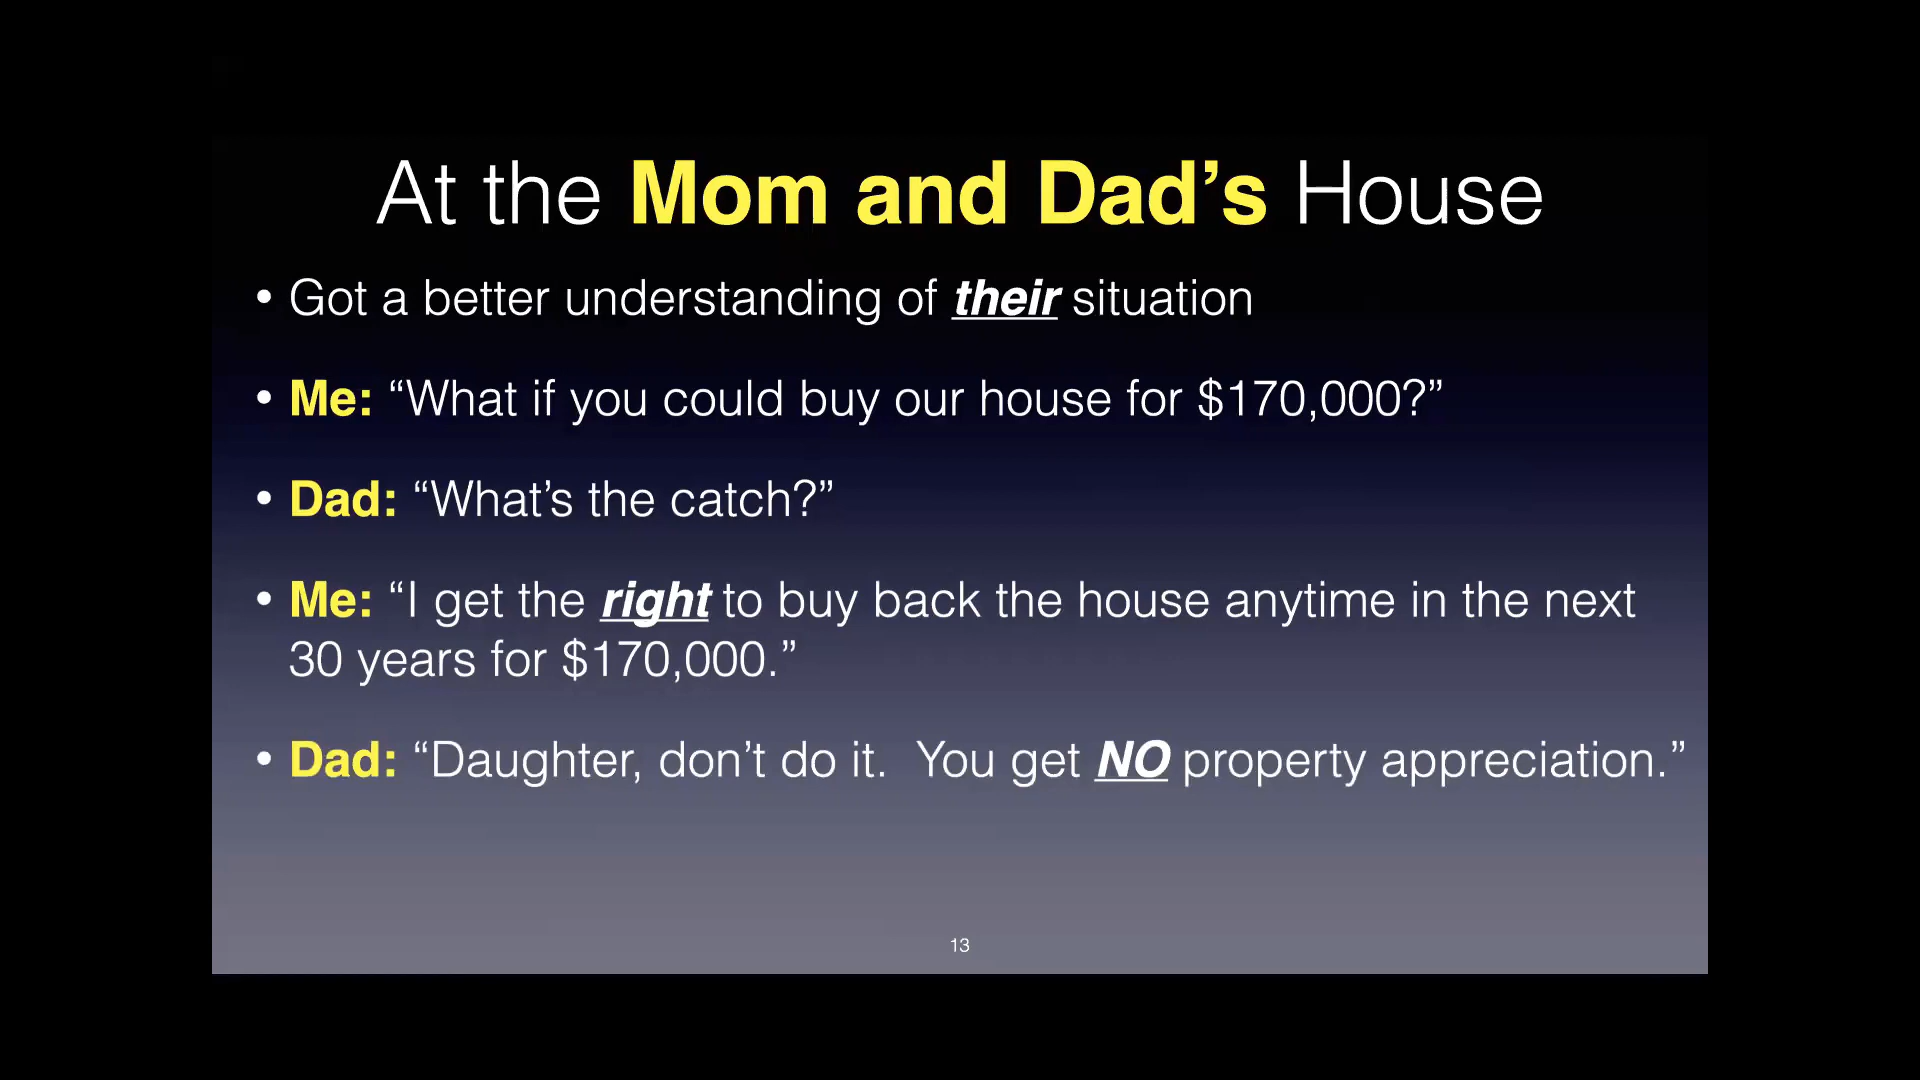 At the Mom and Dad’s House
• Got a better understanding of their situation
• Me: “What if you could buy our house for $170,000?”
• Dad: “What’s the catch?”
• Me: “I get the right to buy back the house anytime in the next
30 years for $170,000.”
• Dad: “Daughter, don’t do it.  You get NO property appreciation.”
13